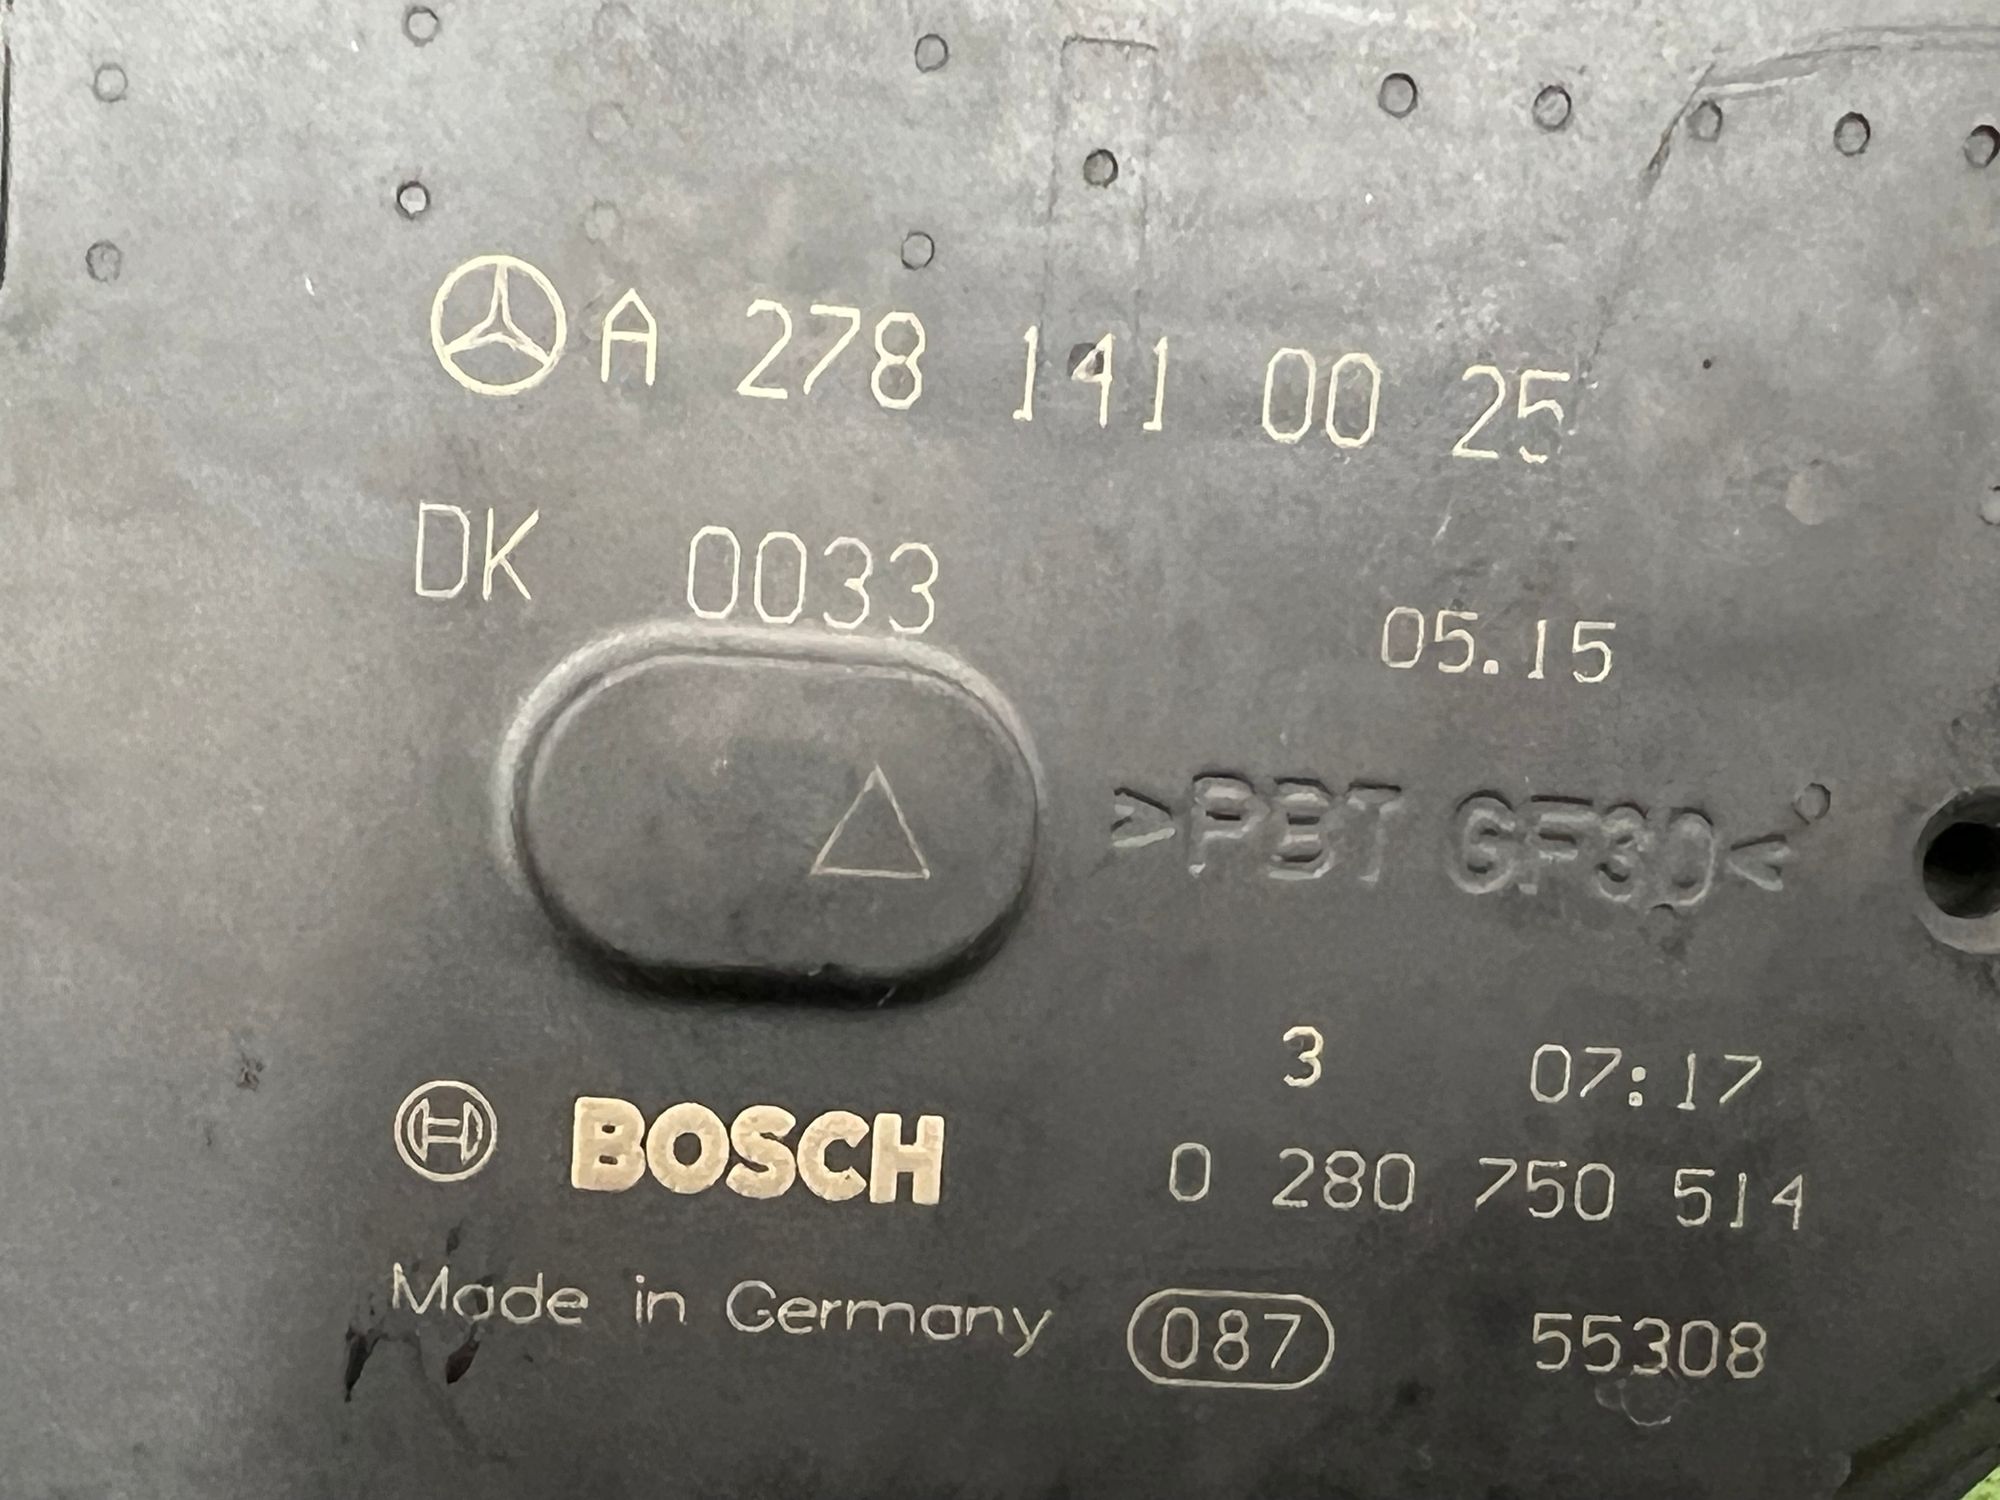 A 278 141 00 25
DK 0033
05.15
>PBT GF30<
3 07:17
BOSCH
0 280 750 514
Made in Germany 087 55308